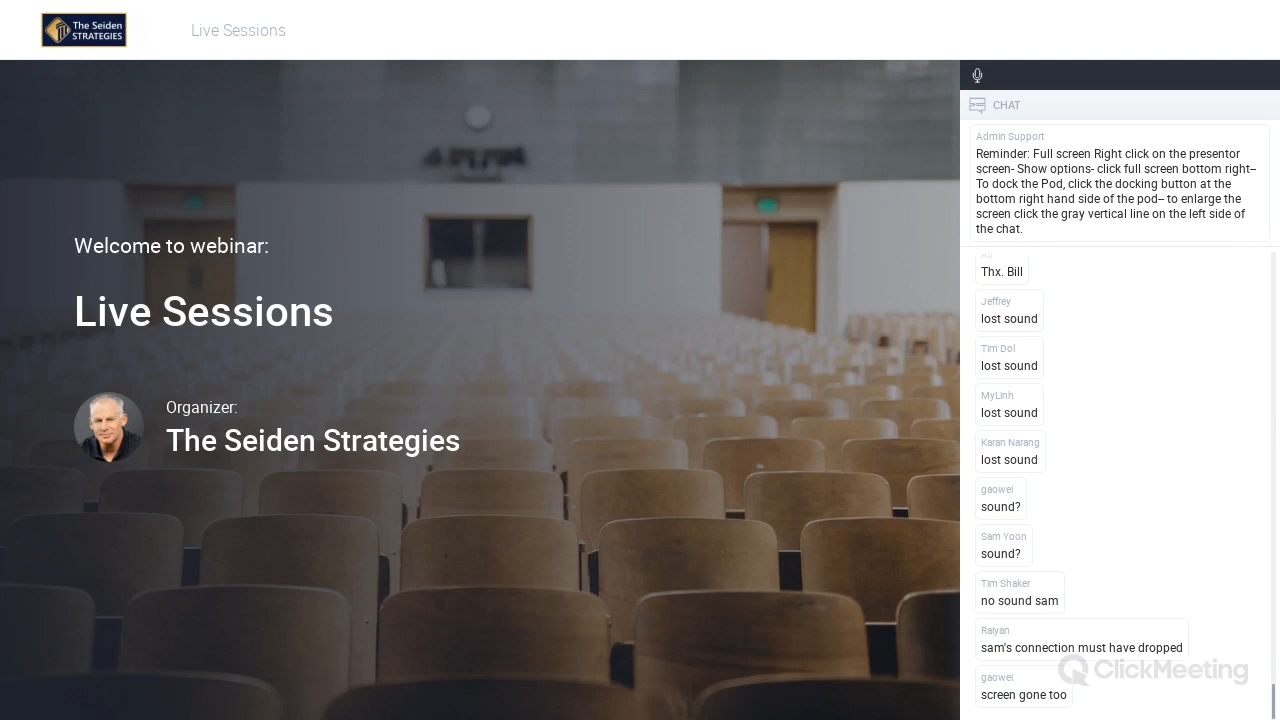 The Seiden
STRATEGIES
Live Sessions
Welcome to webinar:
Live Sessions
Organizer:
The Seiden Strategies
CHAT
Admin Support
Reminder: Full screen Right click on the presentor
screen- Show options- click full screen bottom right--
To dock the Pod, click the docking button at the
bottom right hand side of the pod-- to enlarge the
screen click the gray vertical line on the left side of
the chat.
Thx. Bill
Jeffrey
lost sound
Tim Dol
lost sound
MyLinh
lost sound
Karan Narang
lost sound
gaowei
sound?
Sam Yoon
sound?
Tim Shaker
no sound sam
Raiyan
sam's connection must have dropped
gaowei
screen gone too
ClickMeeting